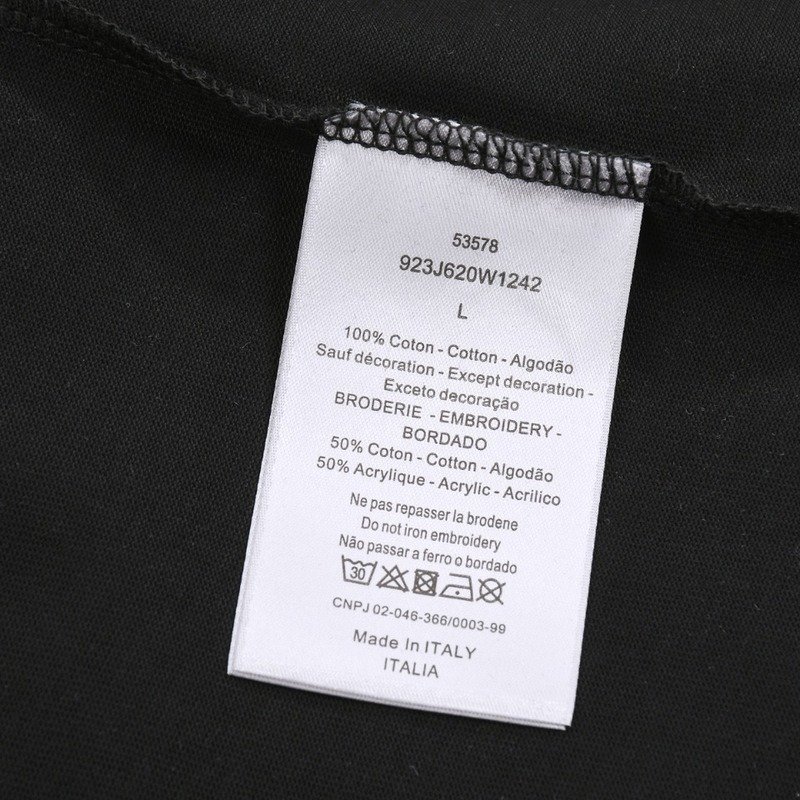 53578
923J620W1242
L
100% Coton - Cotton - Algodão
Sauf décoration - Except decoration -
Exceto decoração
BRODERIE - EMBROIDERY -
BORDADO
50% Coton - Cotton - Algodão
50% Acrylique - Acrylic - Acrilico
Ne pas repasser la brodene
Do not iron embroidery
Não passar a ferro o bordado
30
CNPJ 02-046-366/0003-99
Made In ITALY
ITALIA